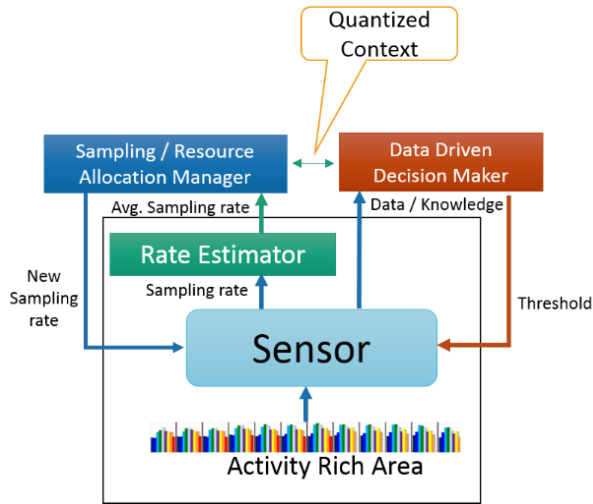 Quantized
Context
Sampling / Resource
Allocation Manager
Data Driven
Decision Maker
Avg. Sampling rate
Data / Knowledge
Rate Estimator
New
Sampling
rate
Sampling rate
Threshold
Sensor
Activity Rich Area